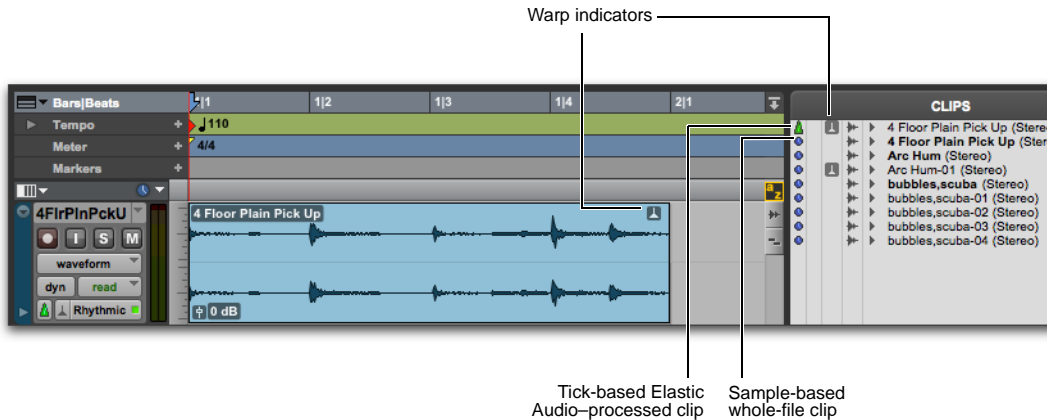 Warp indicators
Bars|Beats
1|1
1|2
1|3
1|4
2|1
Tempo
+
110
Meter
+
4/4
Markers
+
a
z
4FlrPlnPckU
I
S
M
waveform
dyn
read
Rhythmic
4 Floor Plain Pick Up
0 dB
CLIPS
4 Floor Plain Pick Up (Stere
4 Floor Plain Pick Up (Ster
Arc Hum (Stereo)
Arc Hum-01 (Stereo)
bubbles,scuba (Stereo)
bubbles,scuba-01 (Stereo)
bubbles,scuba-02 (Stereo)
bubbles,scuba-03 (Stereo)
bubbles,scuba-04 (Stereo)
Tick-based Elastic
Audio–processed clip
Sample-based
whole-file clip